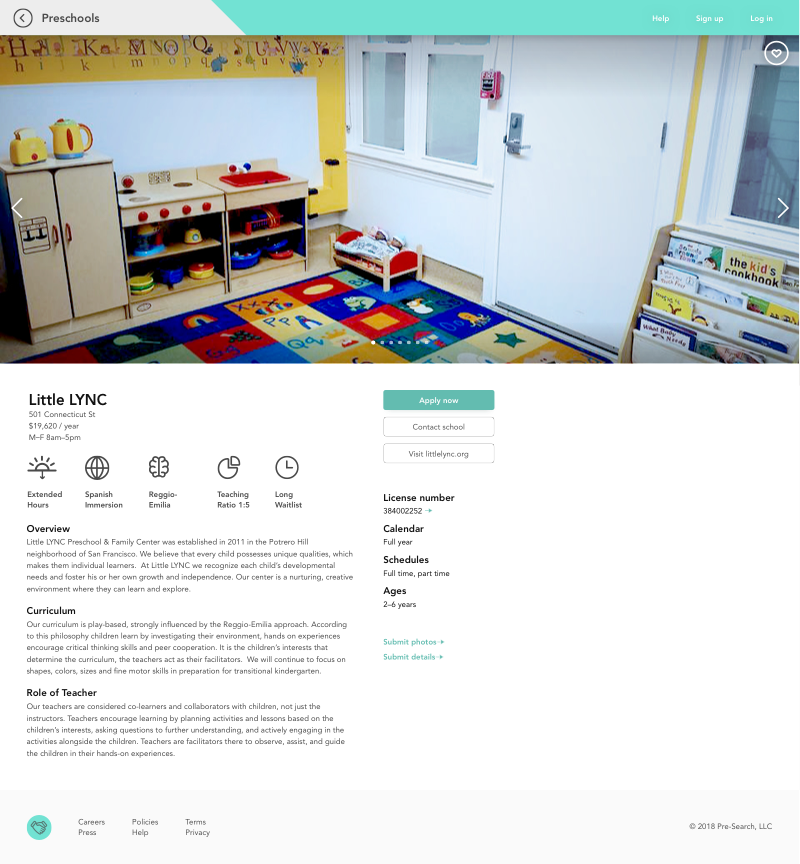 Preschools
Help
Sign up
Log in
the kid's
cookbook
What Body
Little LYNC
501 Connecticut St
$19,620 / year
M–F 8am–5pm
Apply now
Contact school
Visit littlelync.org
Extended
Hours
Spanish
Immersion
Reggio-
Emilia
Teaching
Ratio 1:5
Long
Waitlist
Overview
Little LYNC Preschool & Family Center was established in 2011 in the Potrero Hill
neighborhood of San Francisco. We believe that every child possesses unique qualities, which
makes them individual learners.  At Little LYNC we recognize each child's developmental
needs and foster his or her own growth and independence. Our center is a nurturing, creative
environment where they can learn and explore.
Curriculum
Our curriculum is play-based, strongly influenced by the Reggio-Emilia approach. According
to this philosophy children learn by investigating their environment, hands on experiences
encourage critical thinking skills and peer cooperation. It is the children's interests that
determine the curriculum, the teachers act as their facilitators.  We will continue to focus on
shapes, colors, sizes and fine motor skills in preparation for transitional kindergarten.
Role of Teacher
Our teachers are considered co-learners and collaborators with children, not just the
instructors. Teachers encourage learning by planning activities and lessons based on the
children's interests, asking questions to further understanding, and actively engaging in the
activities alongside the children. Teachers are facilitators there to observe, assist, and guide
the children in their hands-on experiences.
License number
384002252
Calendar
Full year
Schedules
Full time, part time
Ages
2–6 years
Submit photos
Submit details
Careers
Press
Policies
Help
Terms
Privacy
© 2018 Pre-Search, LLC